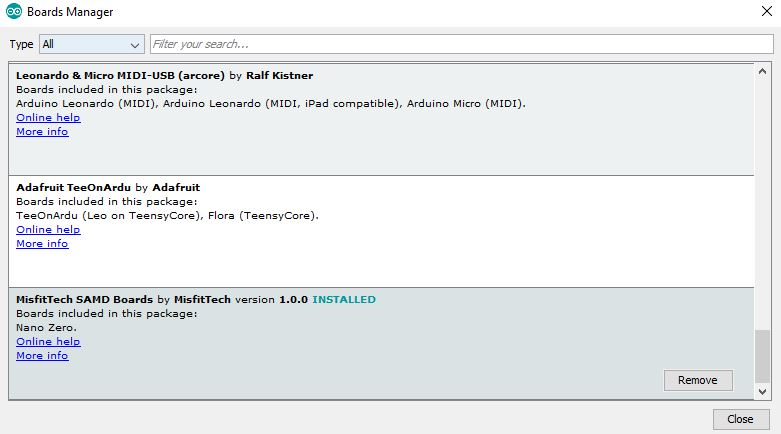 Boards Manager
Type All Filter your search...
Leonardo & Micro MIDI-USB (arcore) by Ralf Kistner
Boards included in this package:
Arduino Leonardo (MIDI), Arduino Leonardo (MIDI, iPad compatible), Arduino Micro (MIDI).
Online help
More info
Adafruit TeeOnArdu by Adafruit
Boards included in this package:
TeeOnArdu (Leo on TeensyCore), Flora (TeensyCore).
Online help
More info
MisfitTech SAMD Boards by MisfitTech version 1.0.0 INSTALLED
Boards included in this package:
Nano Zero.
Online help
More info
Remove
Close